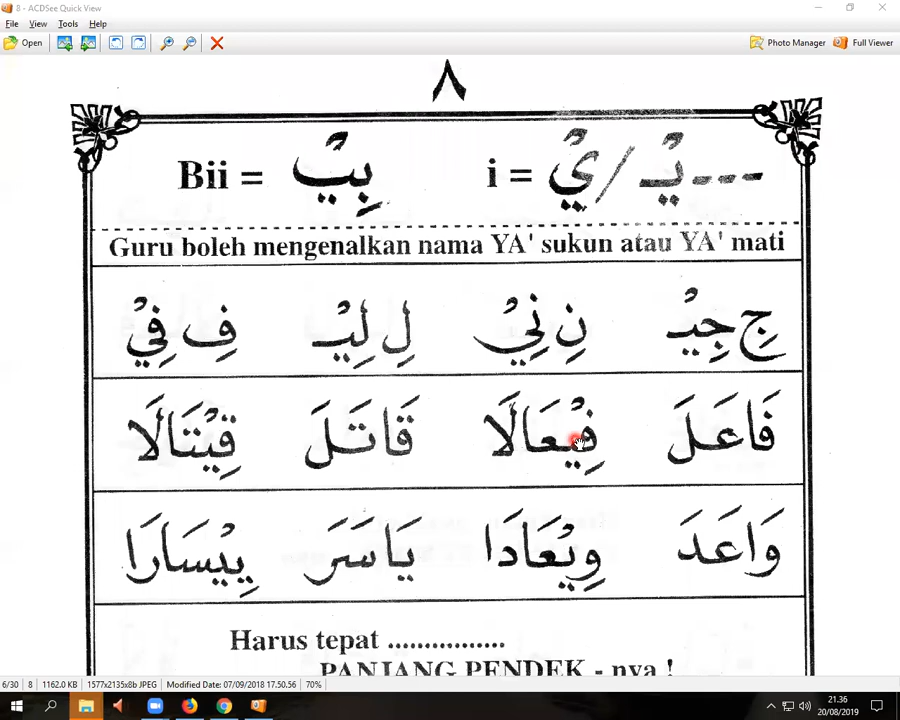 8 - ACDSee Quick View
File View Tools Help
Open Photo Manager Full Viewer
٨
Bii = بِيْـ i = ---يْـ / يْ
Guru boleh mengenalkan nama YA' sukun atau YA' mati
جِ جِيْـ نِ نِيْ لِ لِيْـ فِ فِيْ
فَاعَلَ فِيْعَالًا قَاتَلَ قِيْتَالًا
وَاعَدَ وِيْعَادَا يَاسَرَ يِيْسَارَا
Harus tepat ................
PANJANG PENDEK - nya !
6/30 8 1162.0 KB 1577x2135x8b JPEG Modified Date: 07/09/2018 17.50.56 70%
21.36
20/08/2019